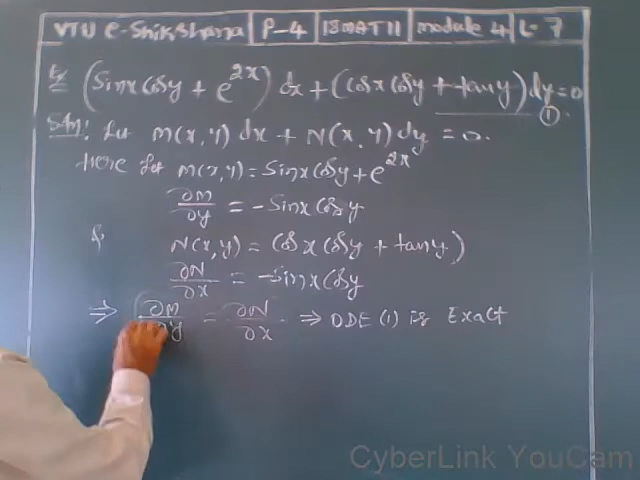 VTU e-Shikshana | P-4 | 18MAT11 | module 4 | L-7
Ex (Sinx Cosy + e^{2x}) dx + (Cosx Cosy + tany) dy = 0
(1)
Soln: Let M(x,y) dx + N(x,y) dy = 0.
Here Let M(x,y) = Sinx Cosy + e^{2x}
∂M/∂y = -Sinx Cosy
& N(x,y) = Cosx Cosy + tany)
∂N/∂x = -Sinx Cosy
⇒ ∂M/∂y = ∂N/∂x. ⇒ ODE (1) is Exact
CyberLink YouCam